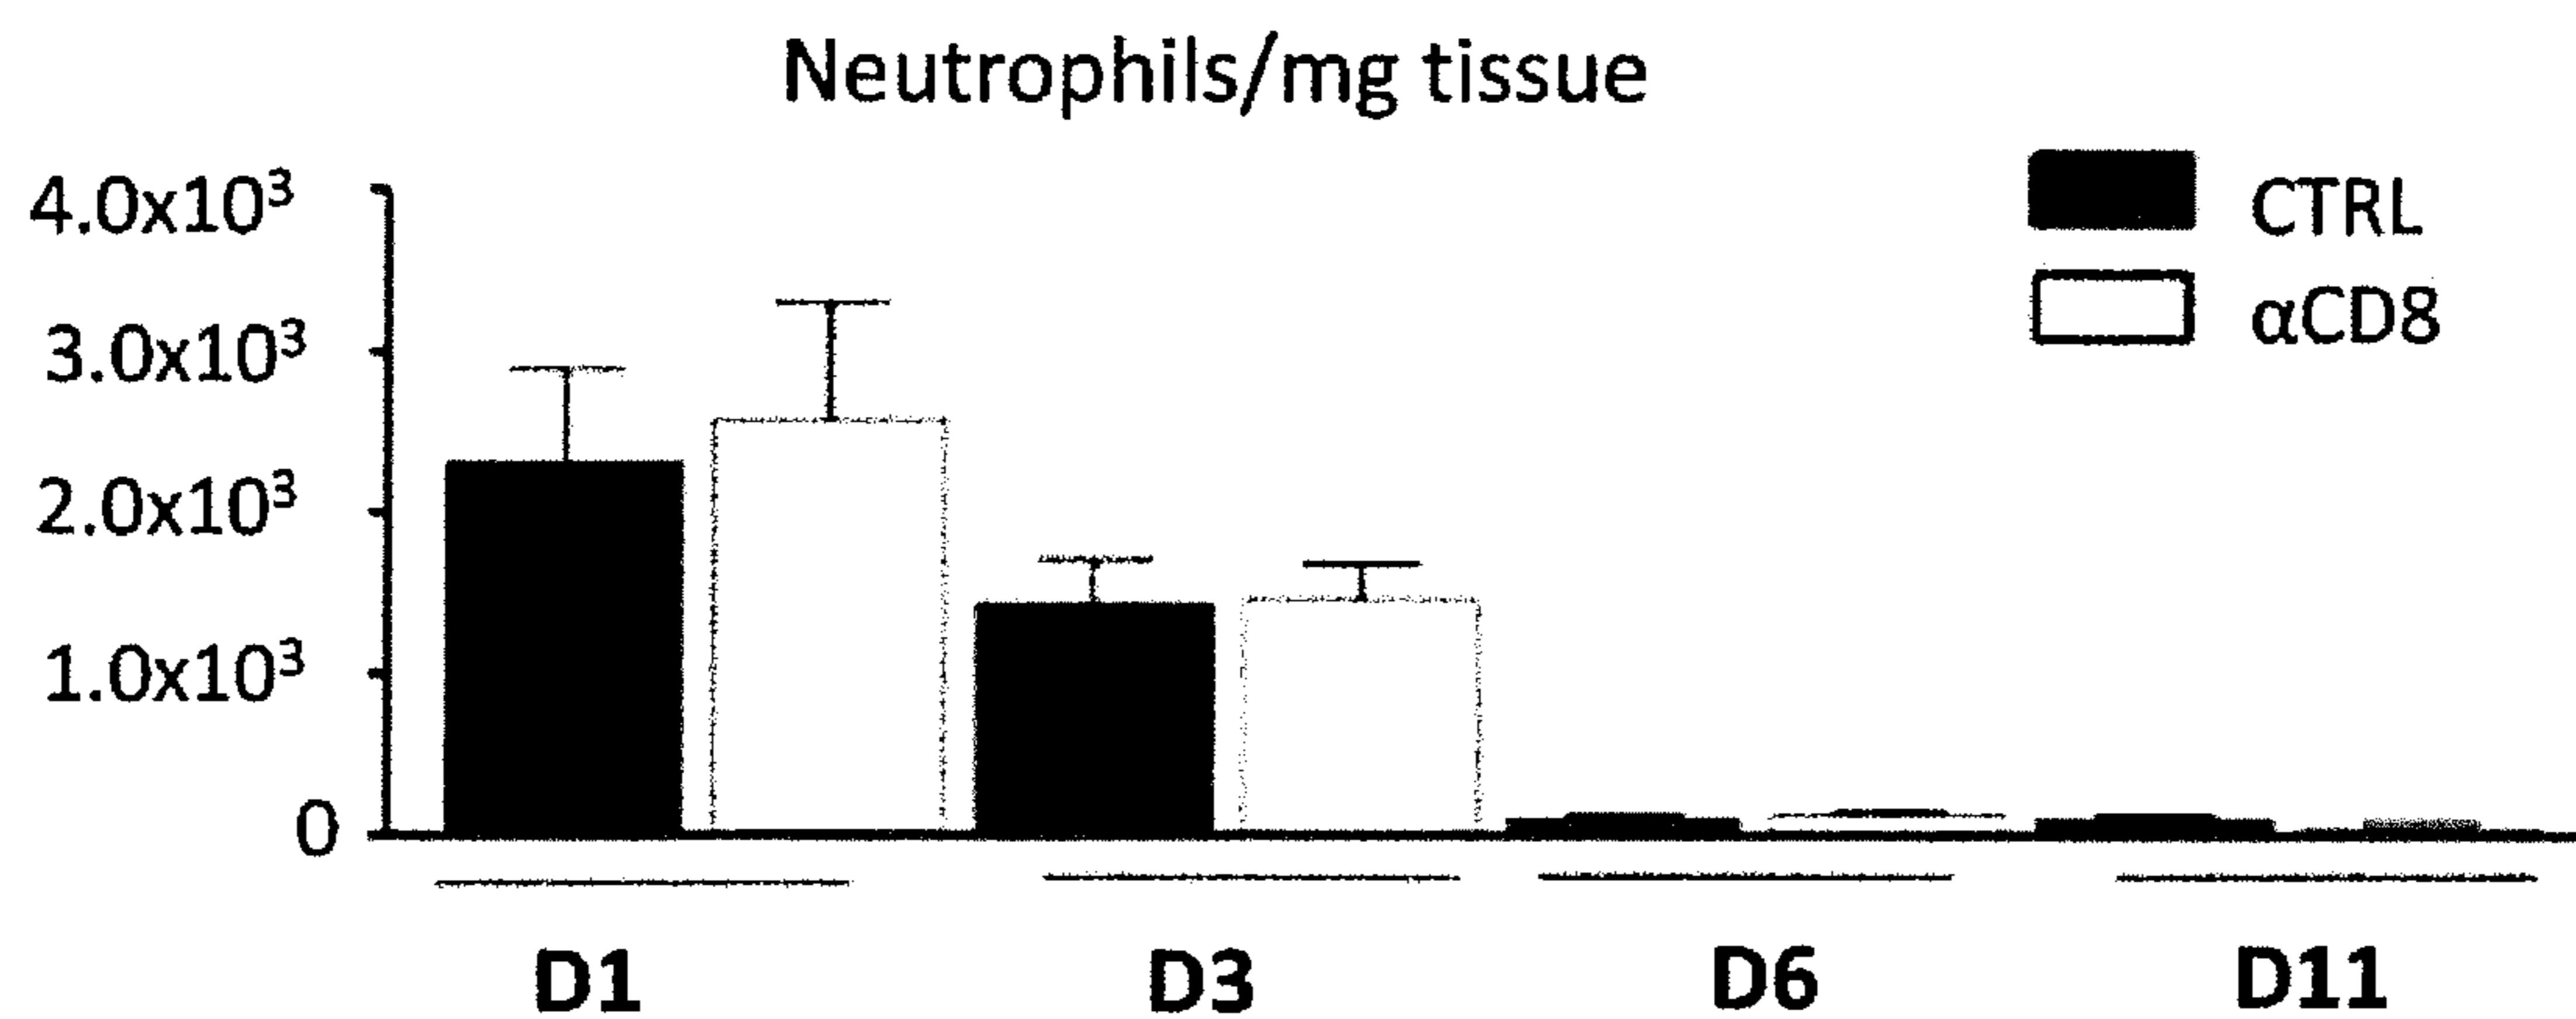 Neutrophils/mg tissue
4.0x10³
3.0x10³
2.0x10³
1.0x10³
0
CTRL
αCD8
D1 D3 D6 D11